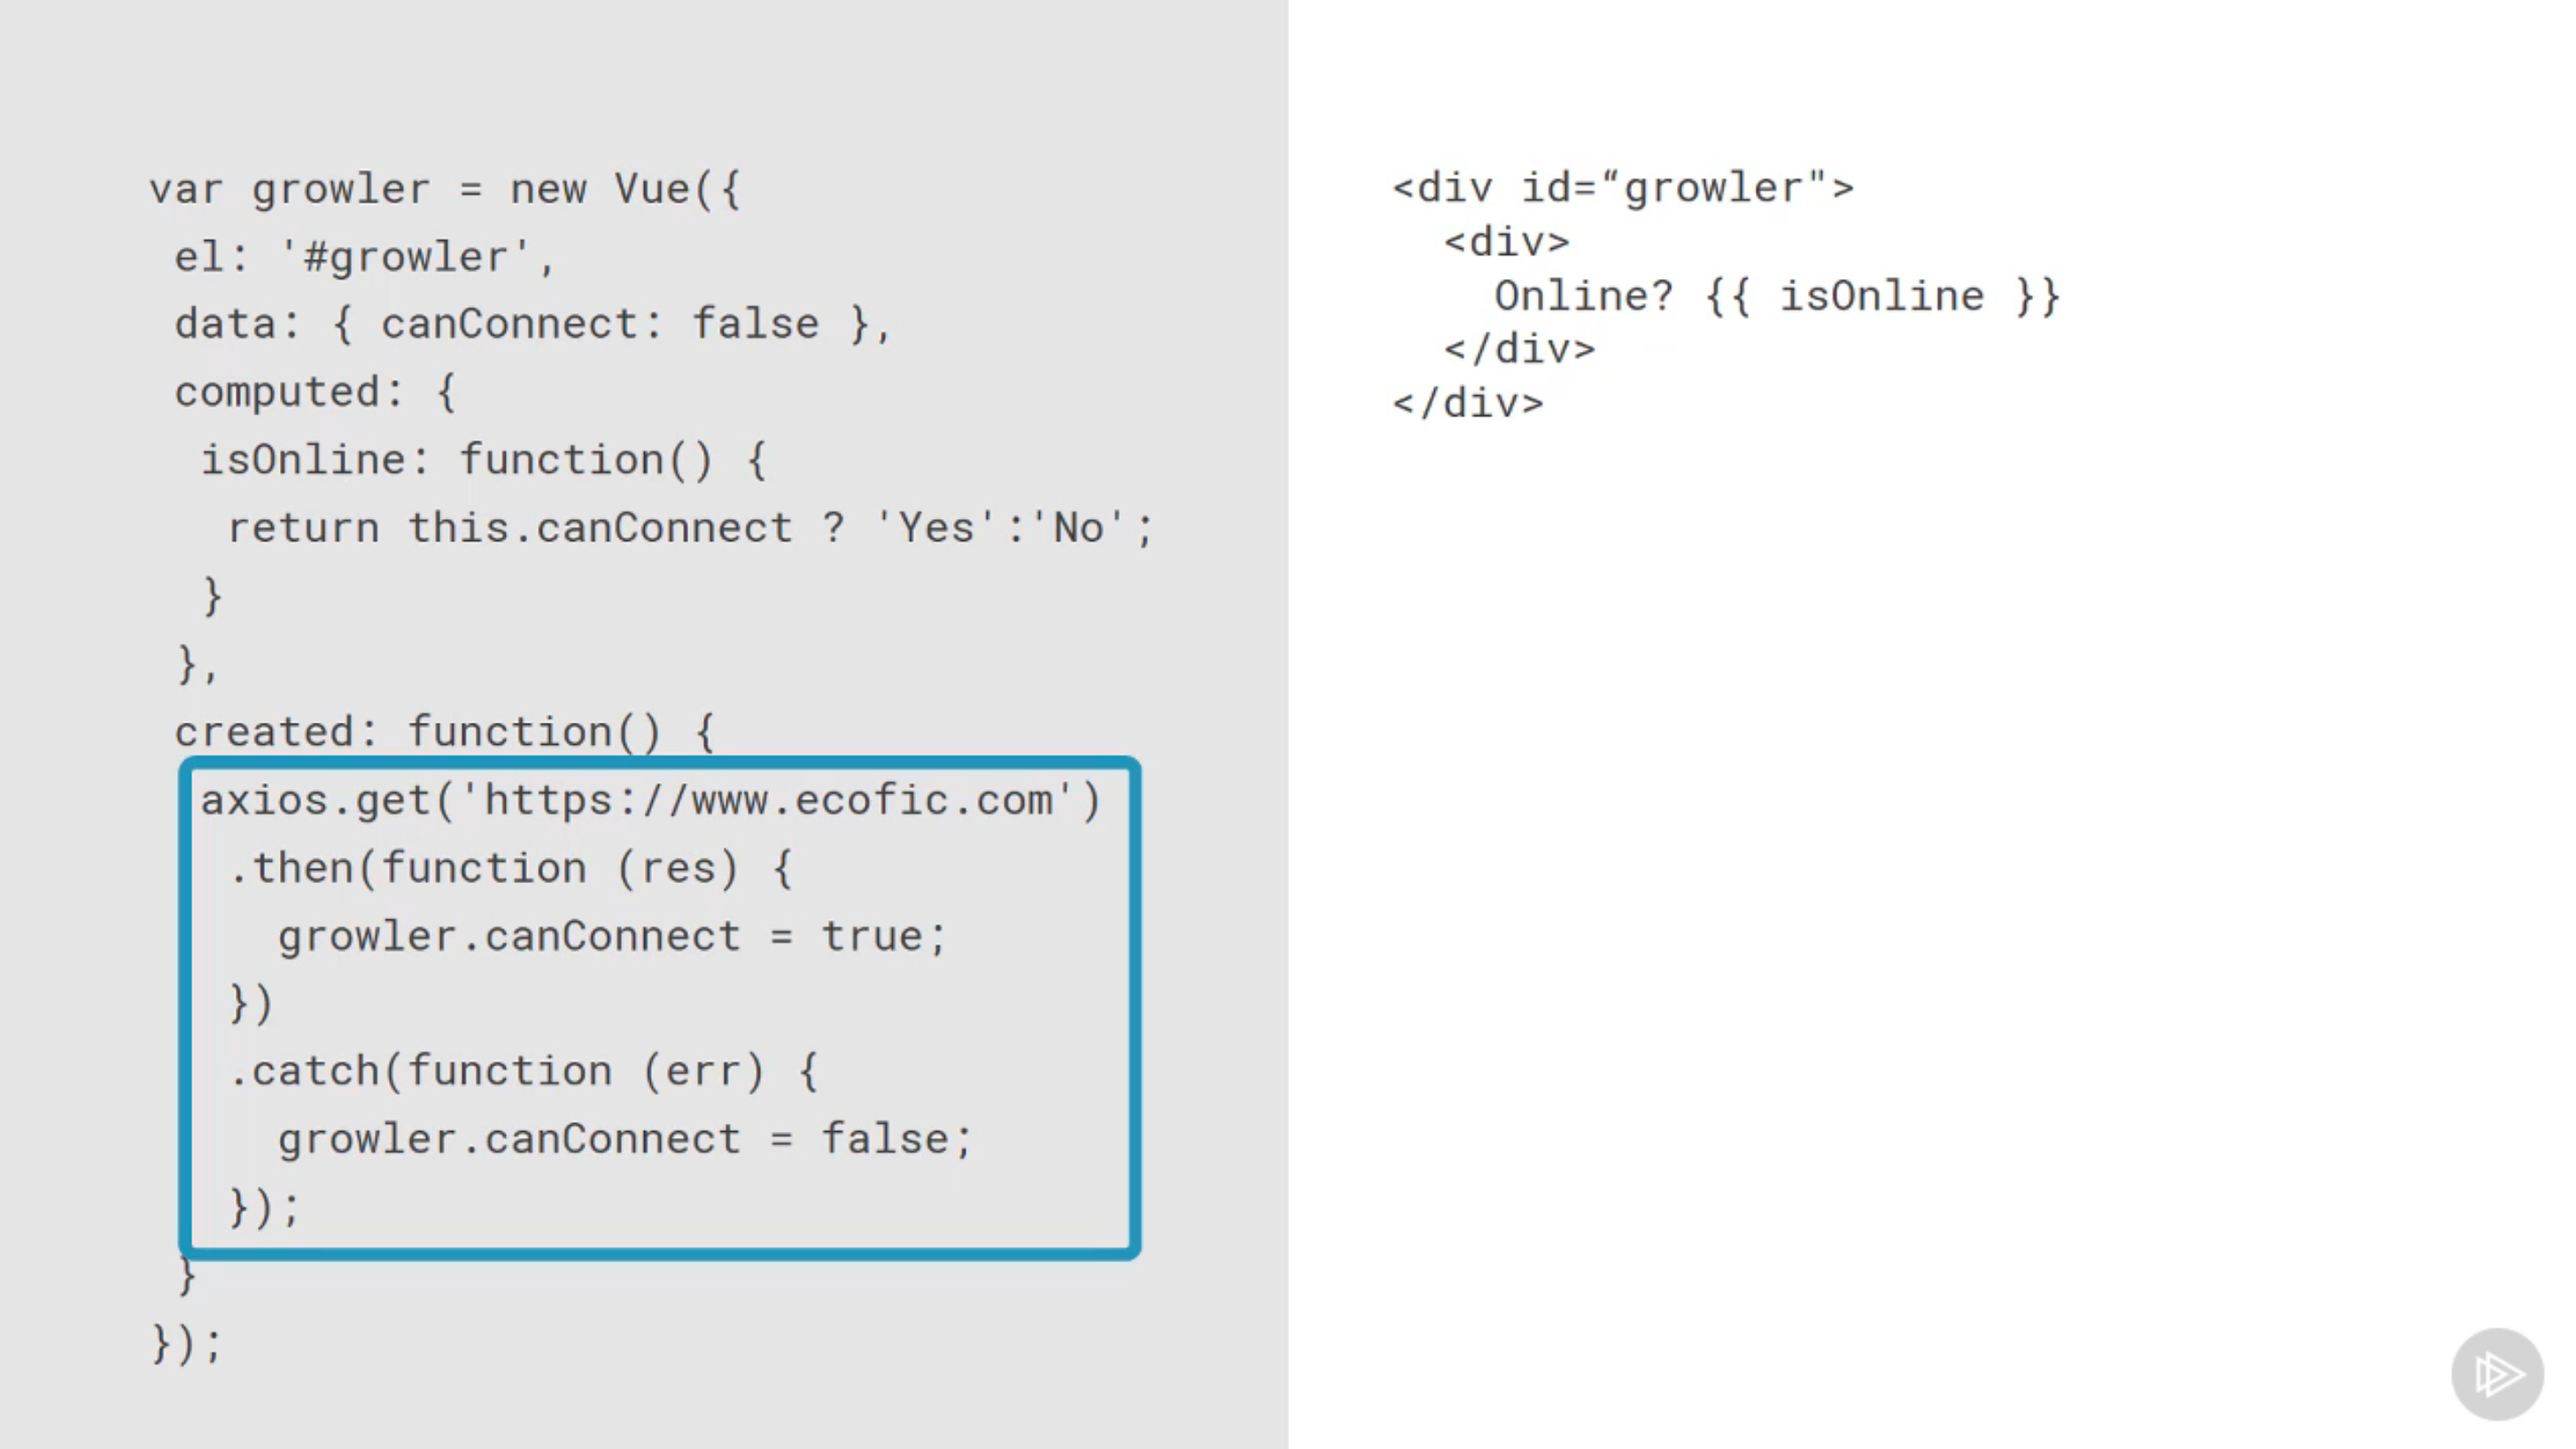 var growler = new Vue({
el: '#growler',
data: { canConnect: false },
computed: {
isOnline: function() {
return this.canConnect ? 'Yes':'No';
}
},
created: function() {
axios.get('https://www.ecofic.com')
.then(function (res) {
growler.canConnect = true;
})
.catch(function (err) {
growler.canConnect = false;
});
}
});
<div id=“growler">
<div>
Online? {{ isOnline }}
</div>
</div>